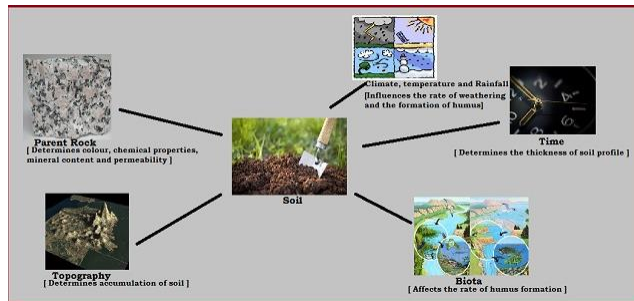 Climate, temperature and Rainfall
[Influences the rate of weathering
and the formation of humus]
Parent Rock
[ Determines colour, chemical properties,
mineral content and permeability ]
Time
[ Determines the thickness of soil profile ]
Soil
Topography
[ Determines accumulation of soil ]
Biota
[ Affects the rate of humus formation ]